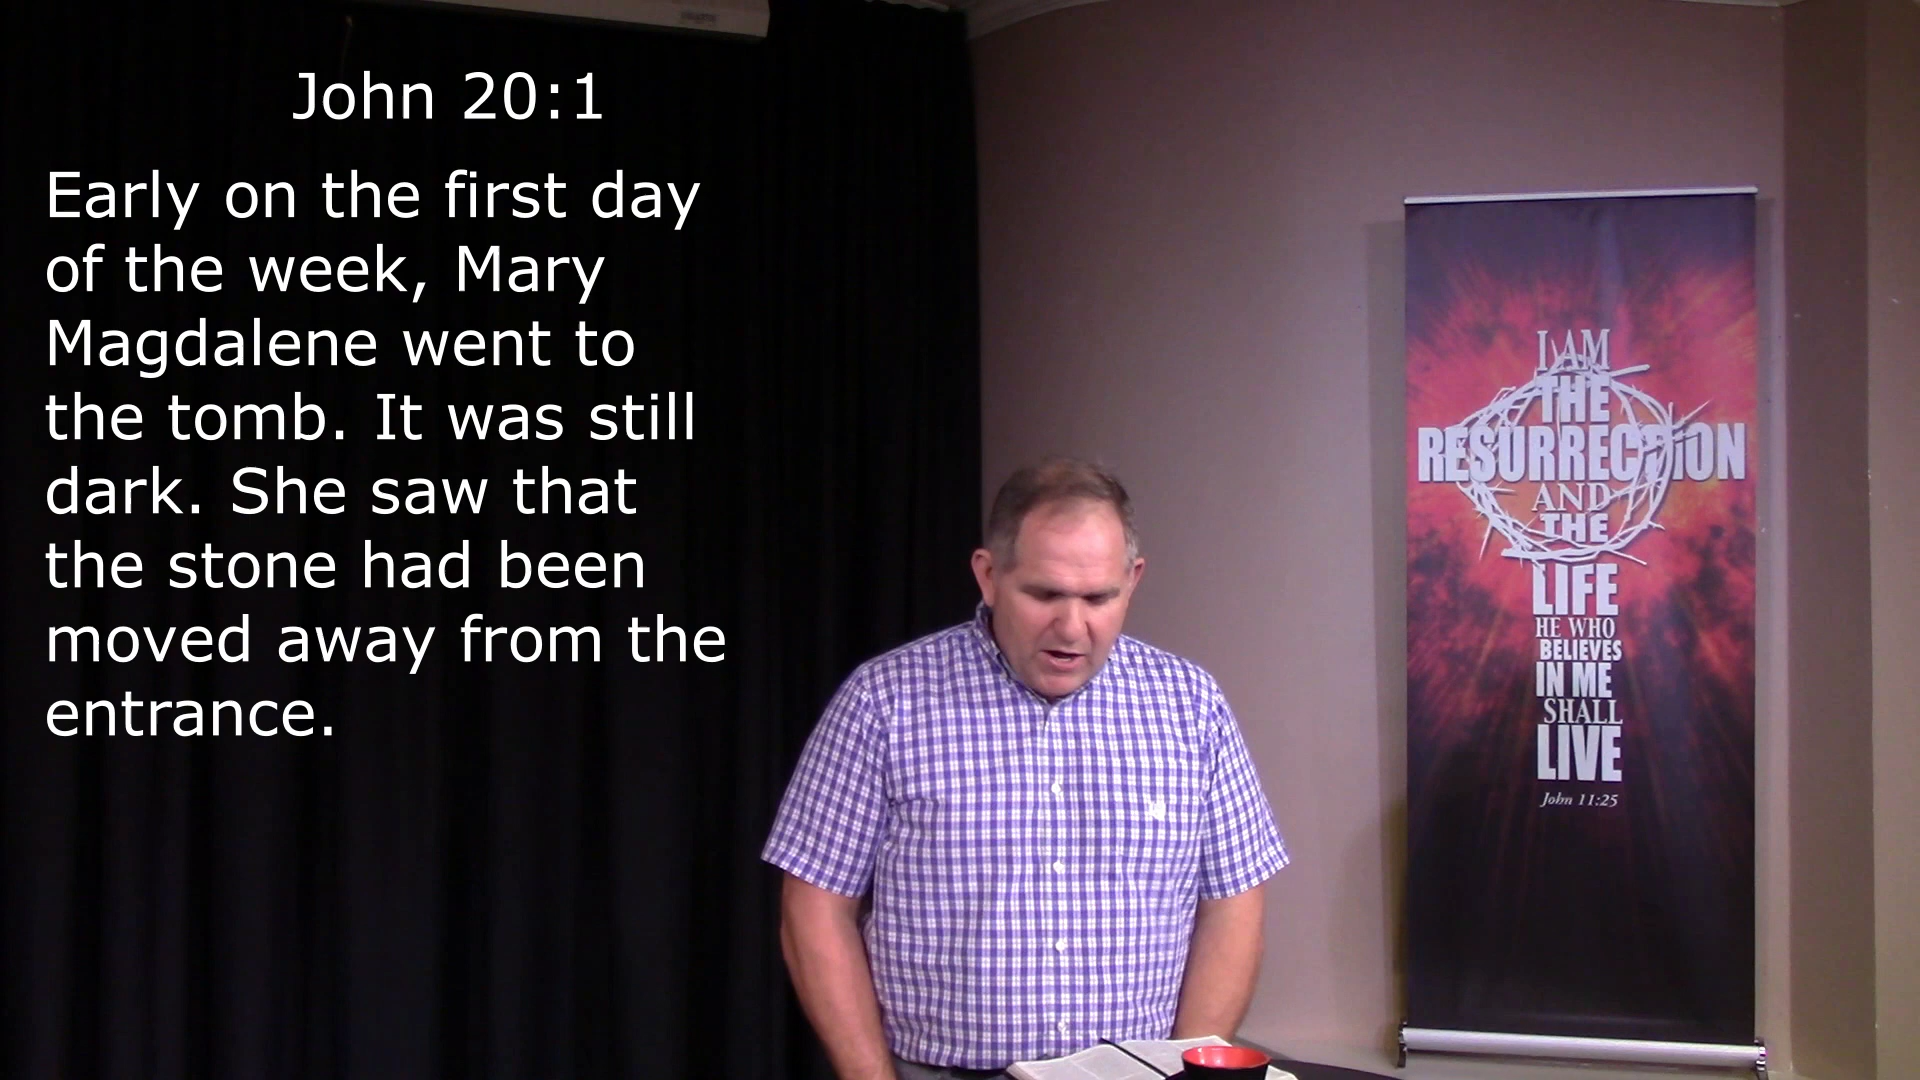 John 20:1
Early on the first day
of the week, Mary
Magdalene went to
the tomb. It was still
dark. She saw that
the stone had been
moved away from the
entrance.
I AM
THE
RESURRECTION
AND
THE
LIFE
HE WHO
BELIEVES
IN ME
SHALL
LIVE
John 11:25